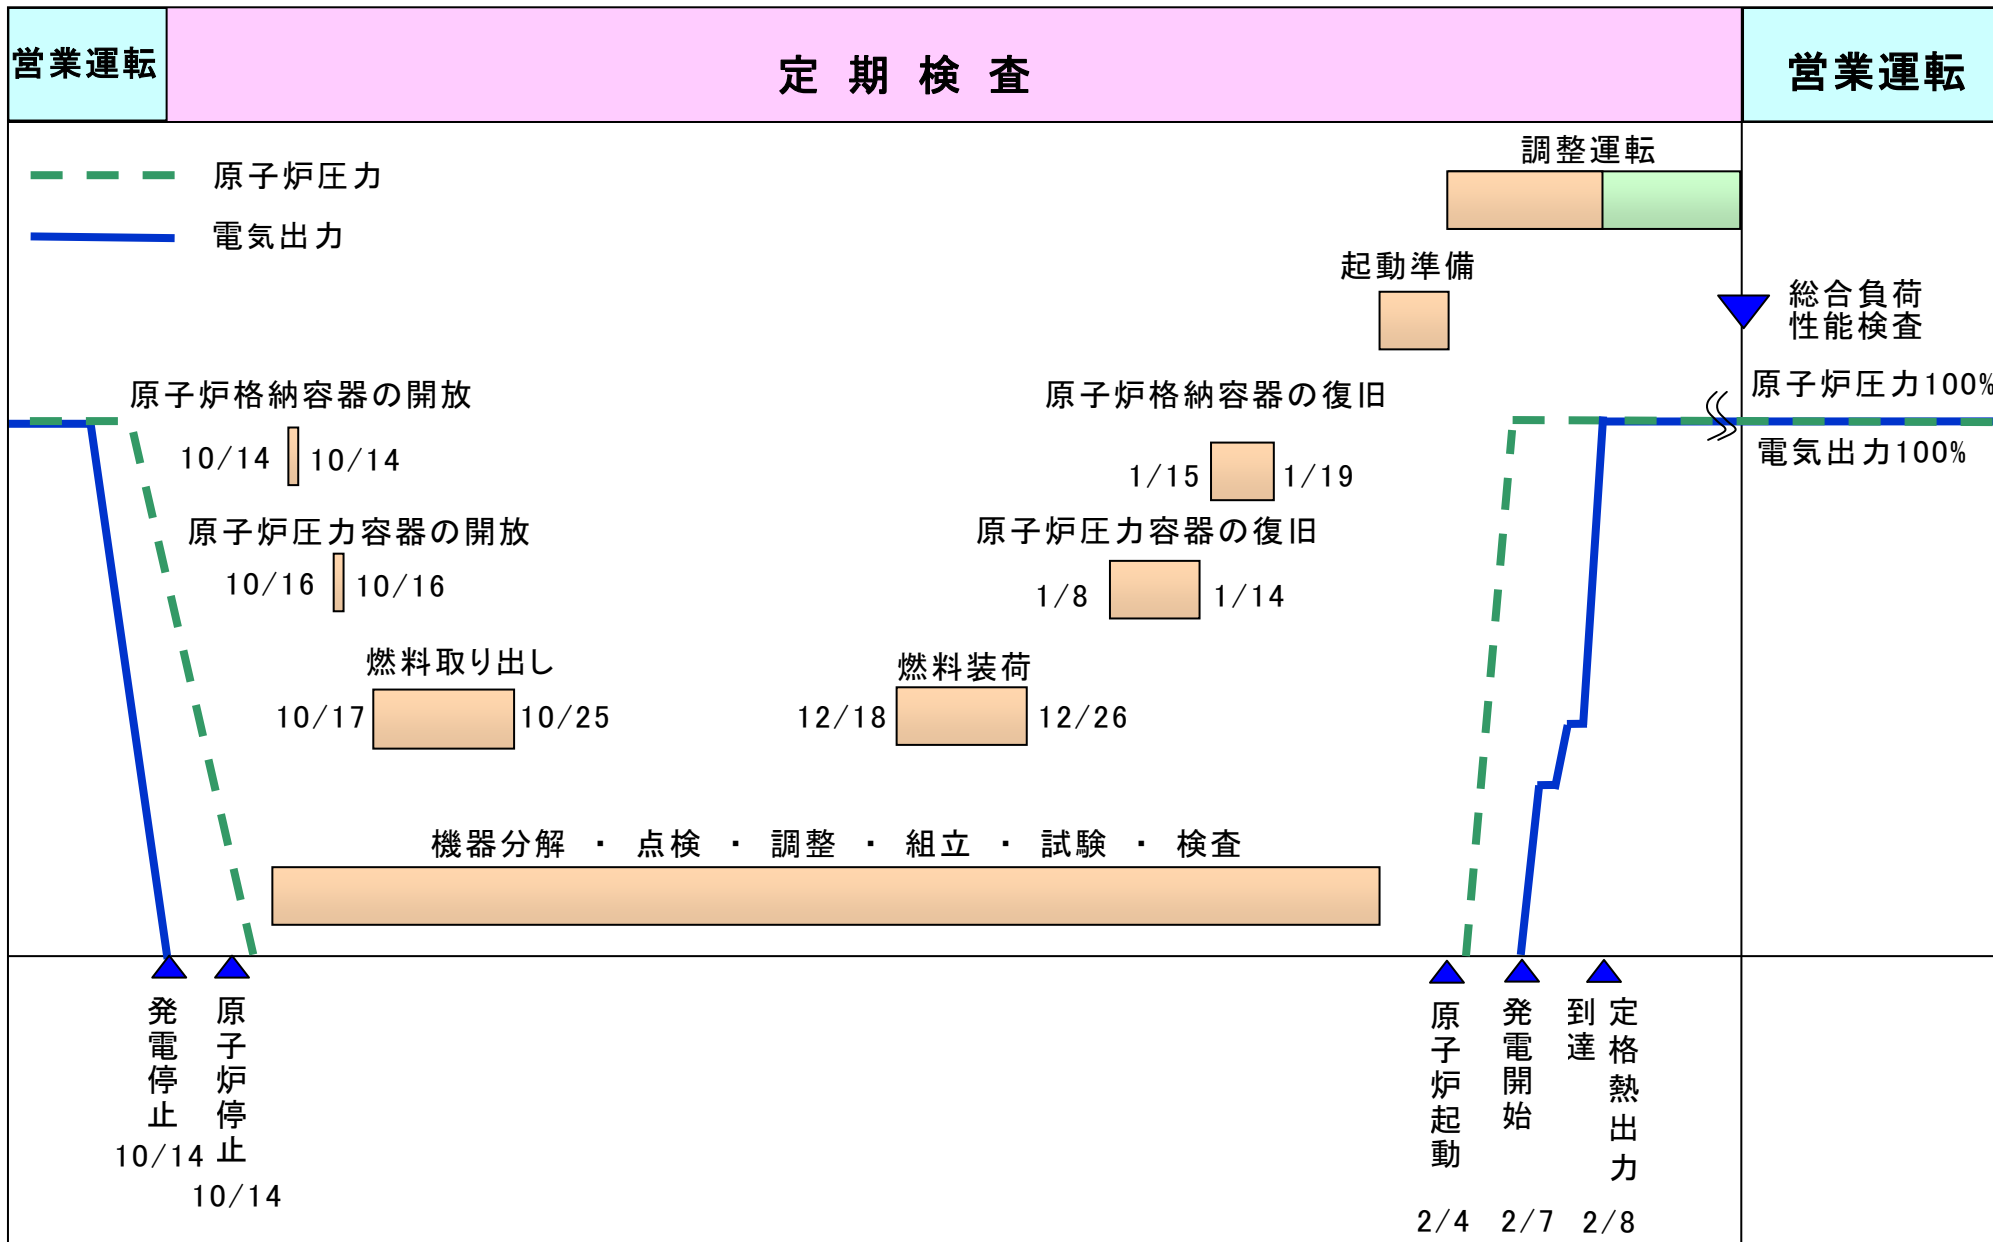 営業運転
定期検査
営業運転
原子炉圧力
電気出力
調整運転
起動準備
総合負荷
性能検査
原子炉圧力100%
電気出力100%
原子炉格納容器の開放
10/14 10/14
原子炉格納容器の復旧
1/15 1/19
原子炉圧力容器の開放
10/16 10/16
原子炉圧力容器の復旧
1/8 1/14
燃料取り出し
10/17 10/25
燃料装荷
12/18 12/26
機器分解 ・ 点検 ・ 調整 ・ 組立 ・ 試験 ・ 検査
発電停止
10/14
原子炉停止
10/14
原子炉起動
2/4
発電開始
2/7
定格熱出力
到達
2/8